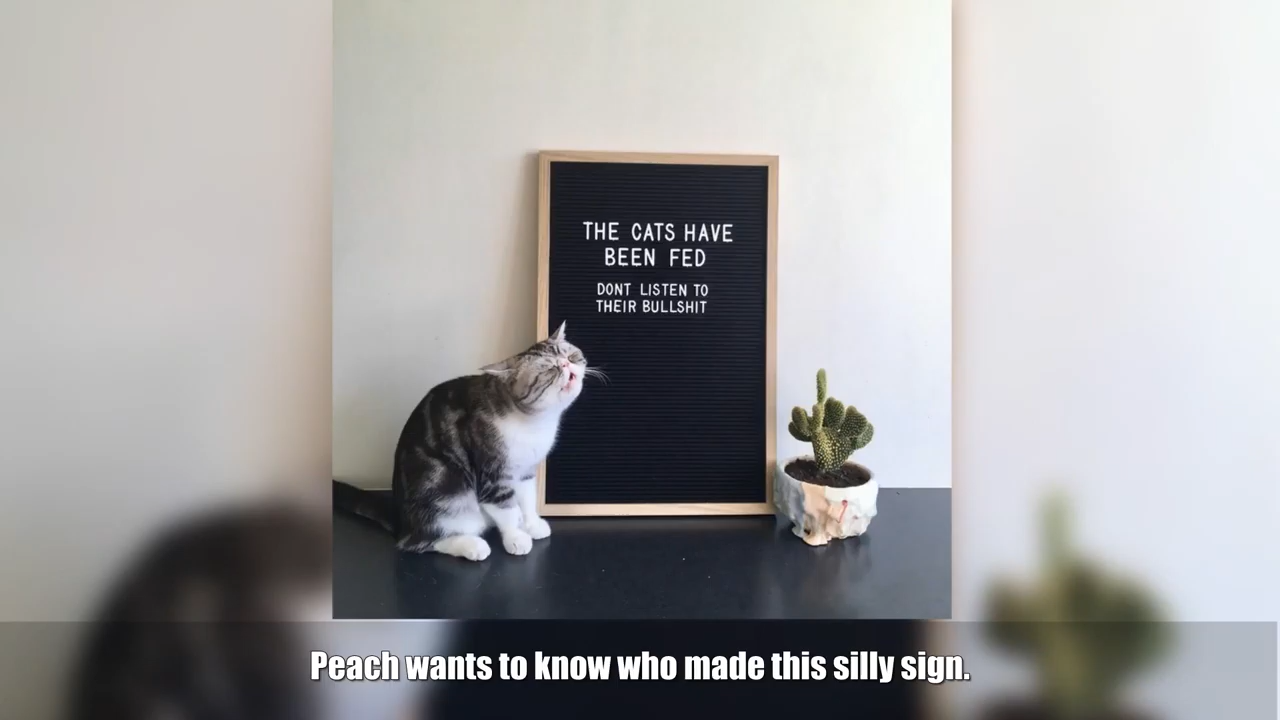 THE CATS HAVE
BEEN FED
DONT LISTEN TO
THEIR BULLSHIT
Peach wants to know who made this silly sign.